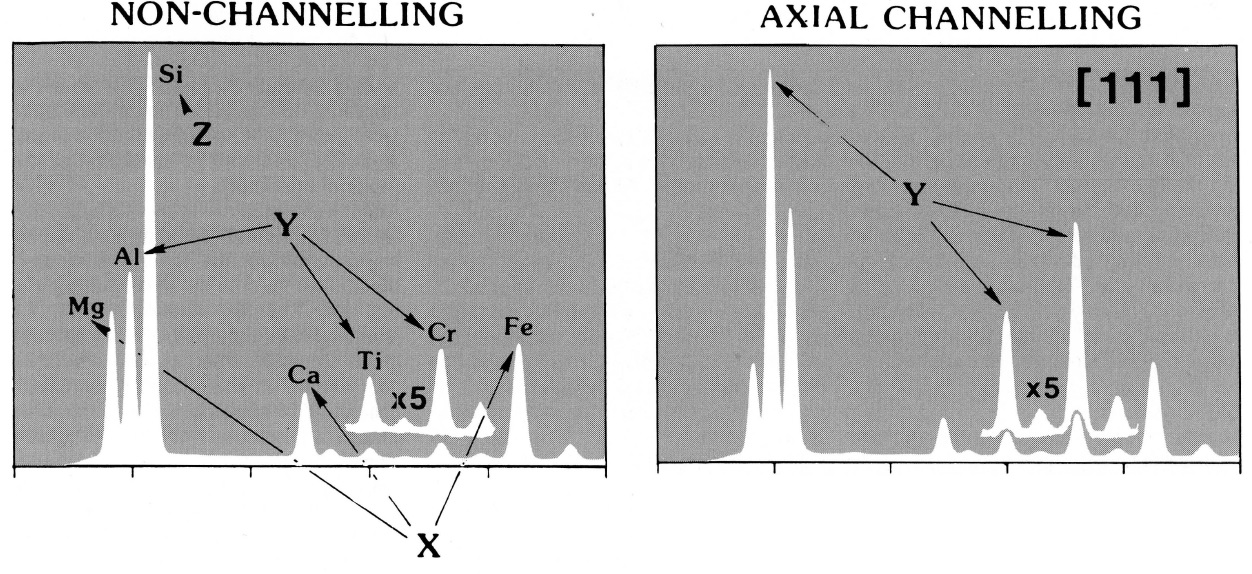 NON-CHANNELLING
Si
Z
Y
Al
Mg
Ca
Ti
x5
Cr
Fe
X
AXIAL CHANNELLING
[111]
Y
x5